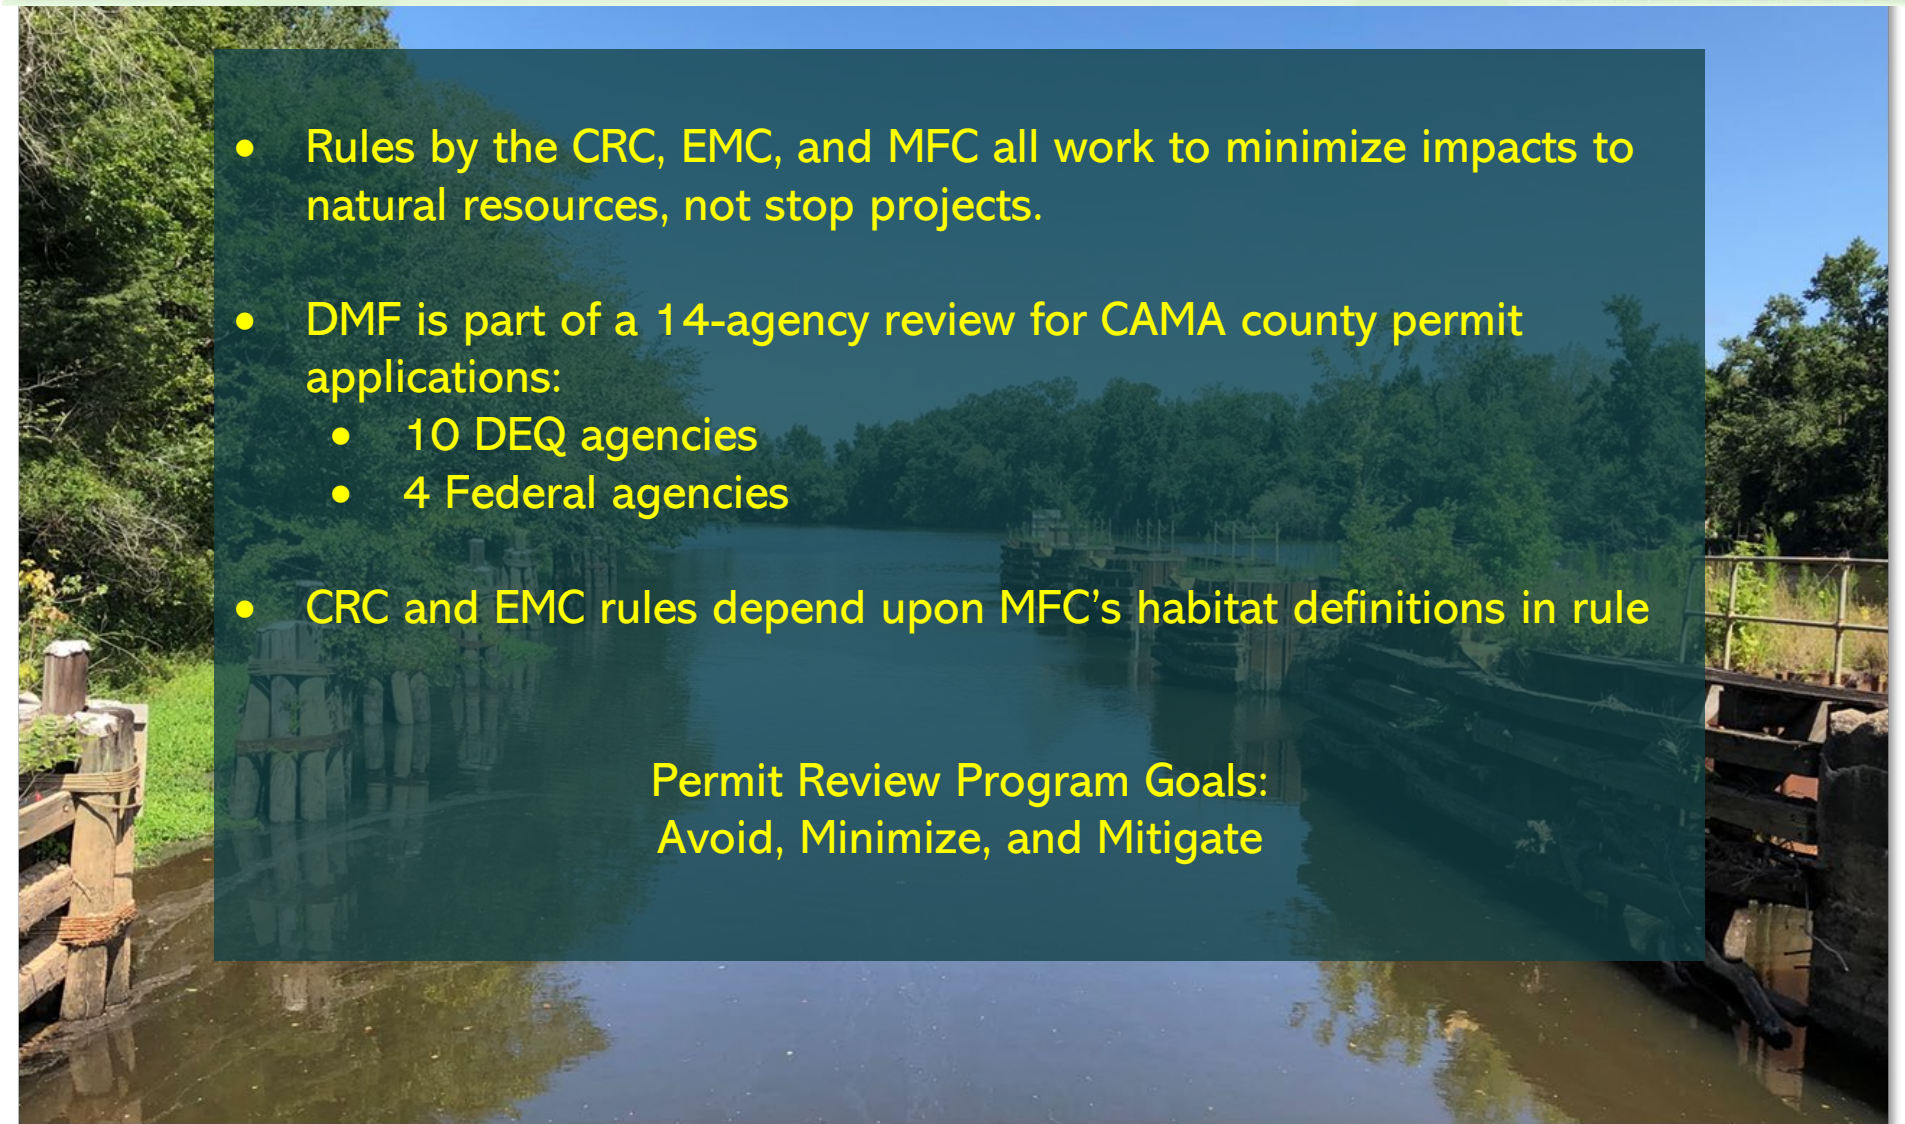 • Rules by the CRC, EMC, and MFC all work to minimize impacts to
natural resources, not stop projects.
• DMF is part of a 14-agency review for CAMA county permit
applications:
• 10 DEQ agencies
• 4 Federal agencies
• CRC and EMC rules depend upon MFC’s habitat definitions in rule
Permit Review Program Goals:
Avoid, Minimize, and Mitigate